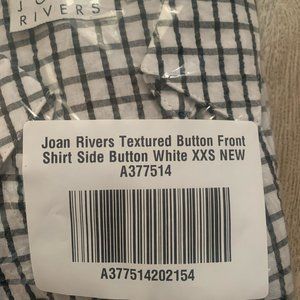 RIVERS
Joan Rivers Textured Button Front
Shirt Side Button White XXS NEW
A377514
A377514202154